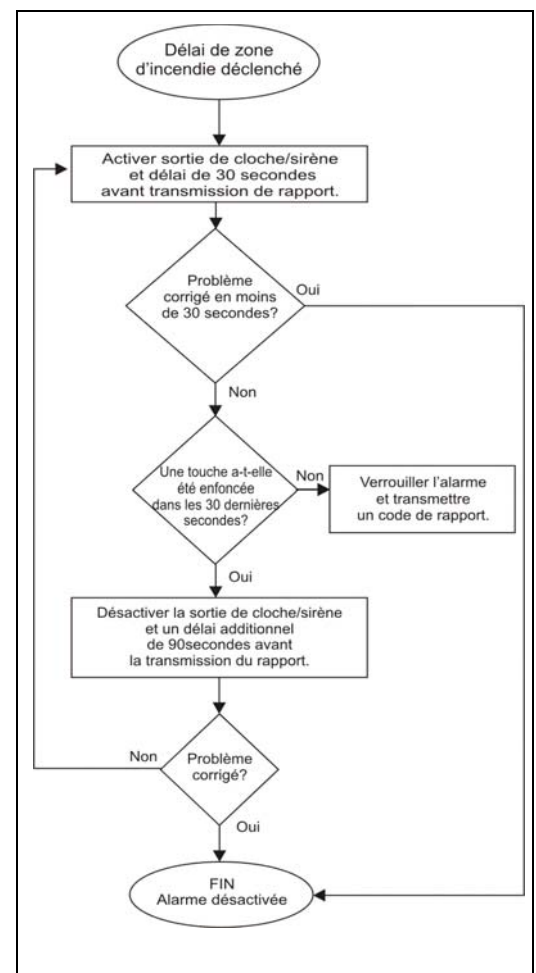 Délai de zone
d'incendie déclenché
Activer sortie de cloche/sirène
et délai de 30 secondes
avant transmission de rapport.
Problème
corrigé en moins
de 30 secondes?
Oui
Non
Une touche a-t-elle
été enfoncée
dans les 30 dernières
secondes?
Non
Verrouiller l'alarme
et transmettre
un code de rapport.
Oui
Désactiver la sortie de cloche/sirène
et un délai additionnel
de 90secondes avant
la transmission du rapport.
Non
Problème
corrigé?
Oui
FIN
Alarme désactivée